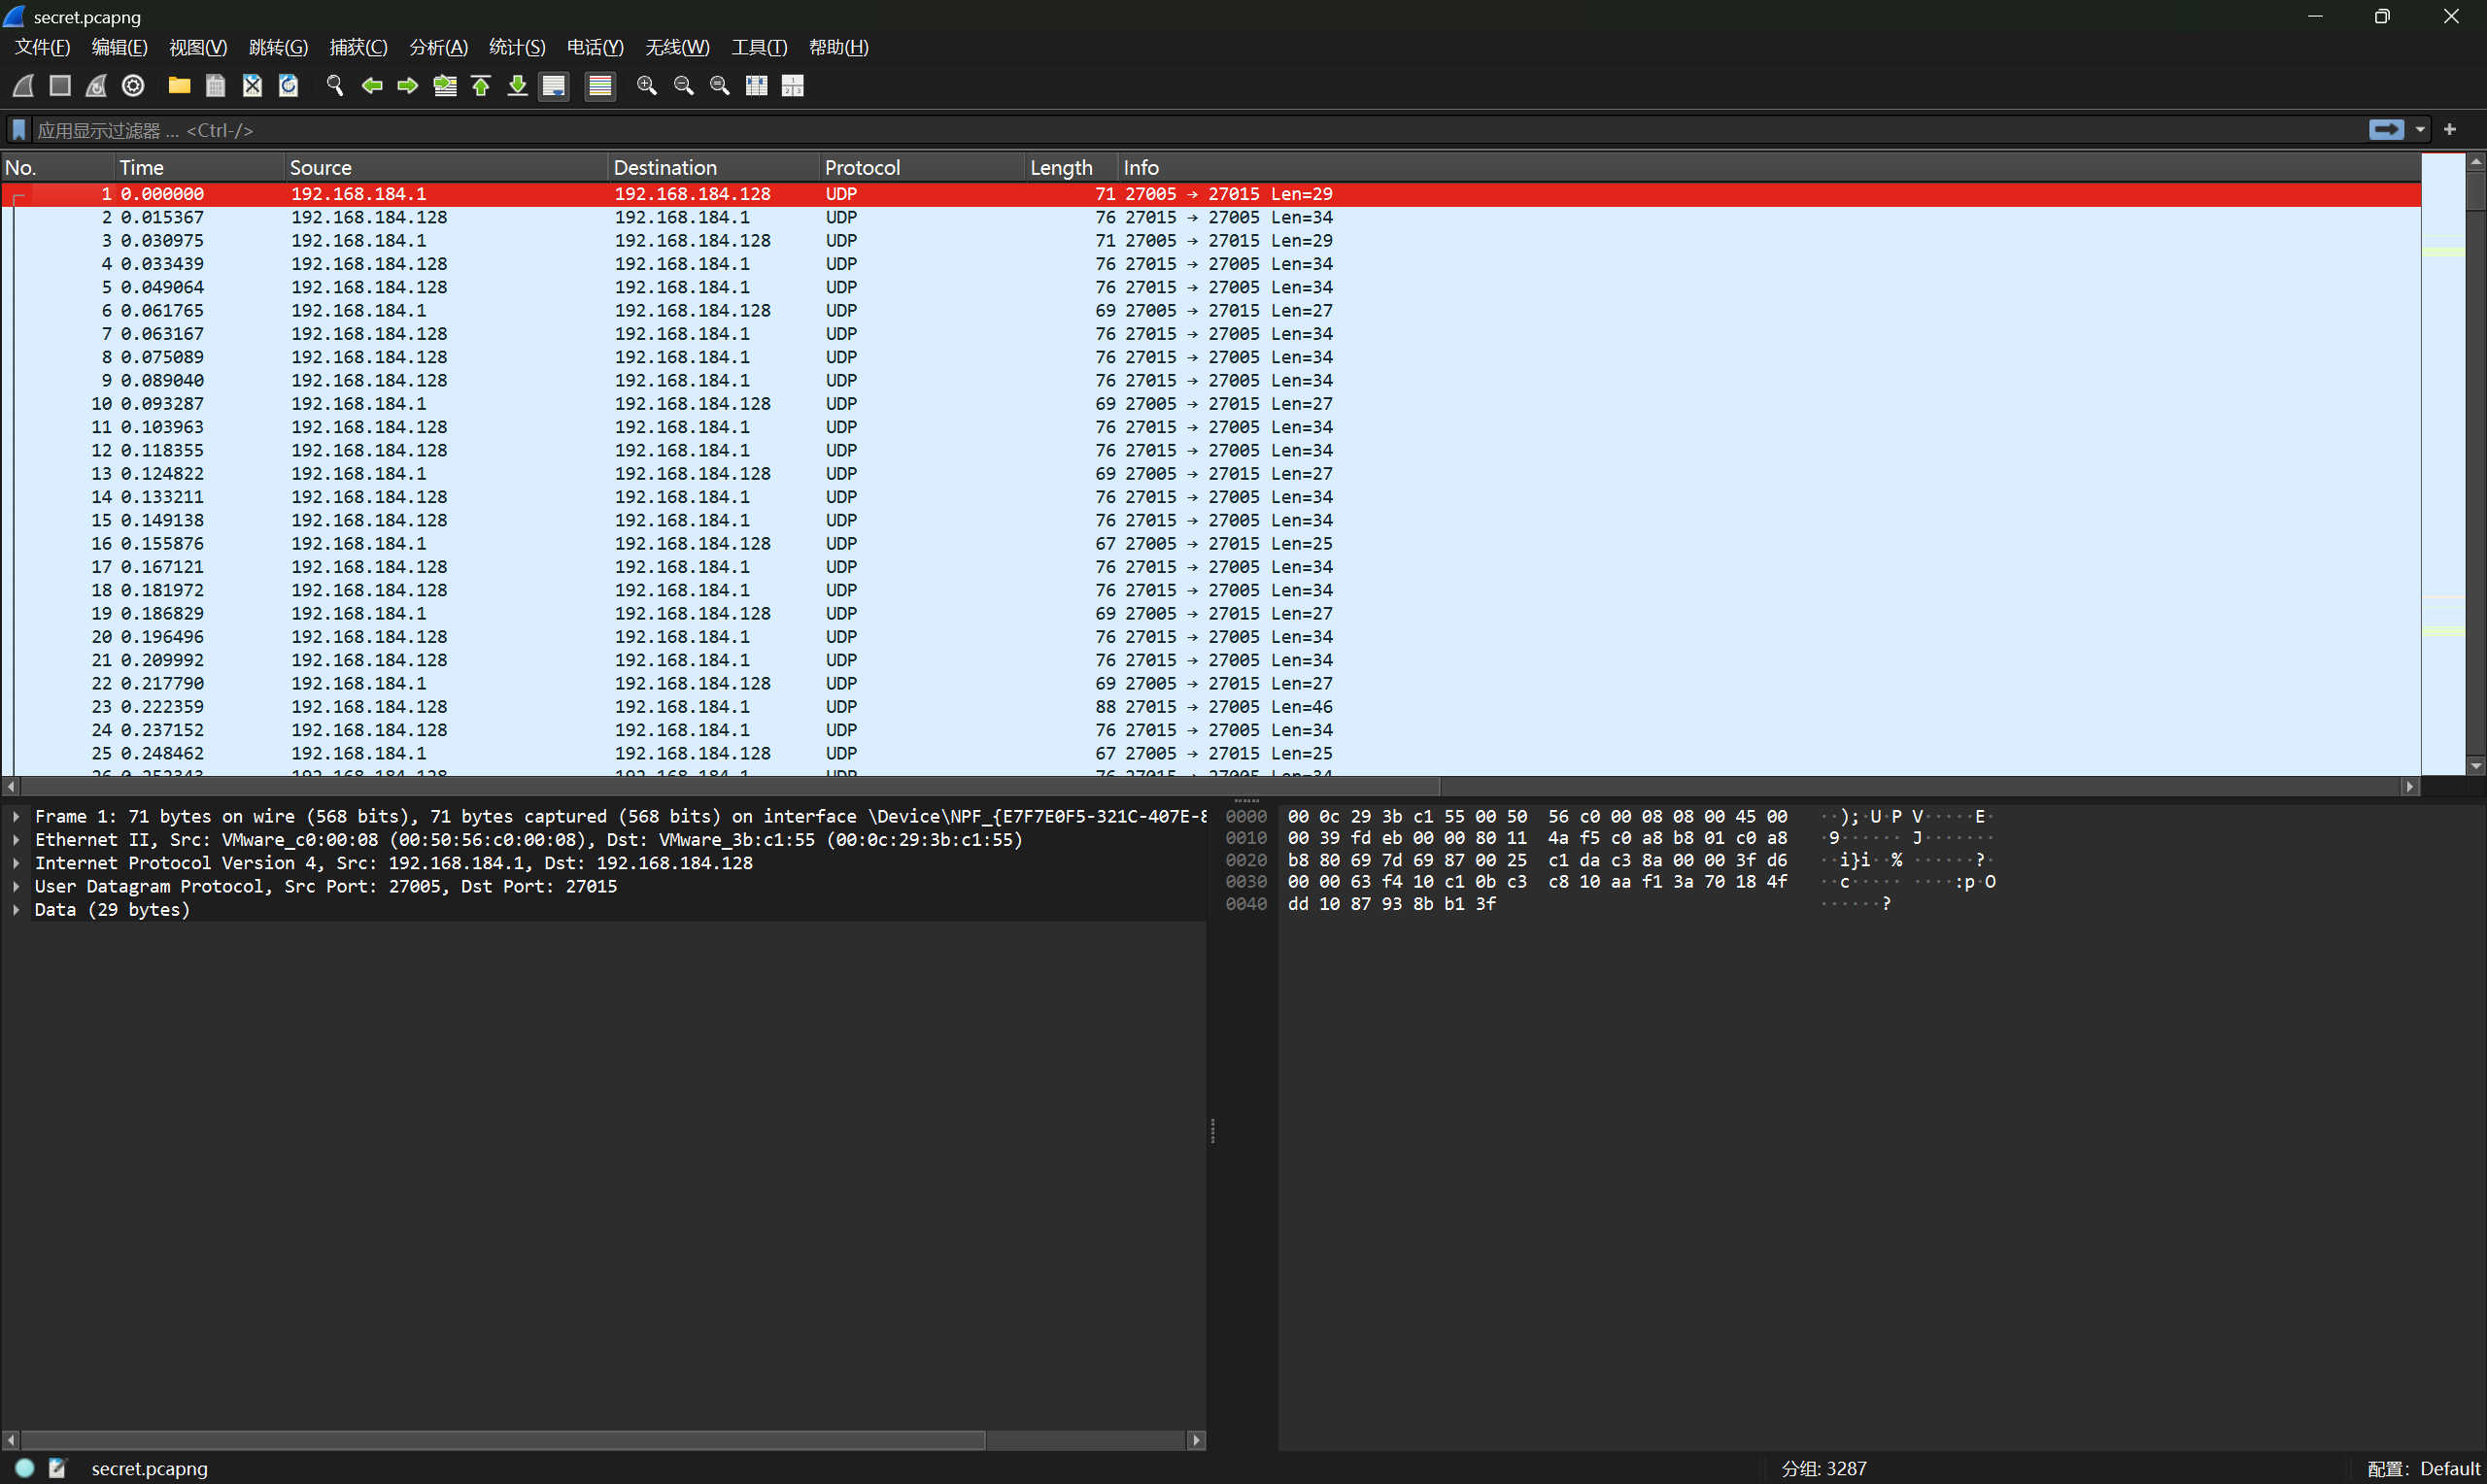 secret.pcapng
文件(F) 编辑(E) 视图(V) 跳转(G) 捕获(C) 分析(A) 统计(S) 电话(Y) 无线(W) 工具(T) 帮助(H)
应用显示过滤器 … <Ctrl-/>
No. Time Source Destination Protocol Length Info
1 0.000000 192.168.184.1 192.168.184.128 UDP 71 27005 → 27015 Len=29
2 0.015367 192.168.184.128 192.168.184.1 UDP 76 27015 → 27005 Len=34
3 0.030975 192.168.184.1 192.168.184.128 UDP 71 27005 → 27015 Len=29
4 0.033439 192.168.184.128 192.168.184.1 UDP 76 27015 → 27005 Len=34
5 0.049064 192.168.184.128 192.168.184.1 UDP 76 27015 → 27005 Len=34
6 0.061765 192.168.184.1 192.168.184.128 UDP 69 27005 → 27015 Len=27
7 0.063167 192.168.184.128 192.168.184.1 UDP 76 27015 → 27005 Len=34
8 0.075089 192.168.184.128 192.168.184.1 UDP 76 27015 → 27005 Len=34
9 0.089040 192.168.184.128 192.168.184.1 UDP 76 27015 → 27005 Len=34
10 0.093287 192.168.184.1 192.168.184.128 UDP 69 27005 → 27015 Len=27
11 0.103963 192.168.184.128 192.168.184.1 UDP 76 27015 → 27005 Len=34
12 0.118355 192.168.184.128 192.168.184.1 UDP 76 27015 → 27005 Len=34
13 0.124822 192.168.184.1 192.168.184.128 UDP 69 27005 → 27015 Len=27
14 0.133211 192.168.184.128 192.168.184.1 UDP 76 27015 → 27005 Len=34
15 0.149138 192.168.184.128 192.168.184.1 UDP 76 27015 → 27005 Len=34
16 0.155876 192.168.184.1 192.168.184.128 UDP 67 27005 → 27015 Len=25
17 0.167121 192.168.184.128 192.168.184.1 UDP 76 27015 → 27005 Len=34
18 0.181972 192.168.184.128 192.168.184.1 UDP 76 27015 → 27005 Len=34
19 0.186829 192.168.184.1 192.168.184.128 UDP 69 27005 → 27015 Len=27
20 0.196496 192.168.184.128 192.168.184.1 UDP 76 27015 → 27005 Len=34
21 0.209992 192.168.184.128 192.168.184.1 UDP 76 27015 → 27005 Len=34
22 0.217790 192.168.184.1 192.168.184.128 UDP 69 27005 → 27015 Len=27
23 0.222359 192.168.184.128 192.168.184.1 UDP 88 27015 → 27005 Len=46
24 0.237152 192.168.184.128 192.168.184.1 UDP 76 27015 → 27005 Len=34
25 0.248462 192.168.184.1 192.168.184.128 UDP 67 27005 → 27015 Len=25
Frame 1: 71 bytes on wire (568 bits), 71 bytes captured (568 bits) on interface \Device\NPF_{E7F7E0F5-321C-407E-
Ethernet II, Src: VMware_c0:00:08 (00:50:56:c0:00:08), Dst: VMware_3b:c1:55 (00:0c:29:3b:c1:55)
Internet Protocol Version 4, Src: 192.168.184.1, Dst: 192.168.184.128
User Datagram Protocol, Src Port: 27005, Dst Port: 27015
Data (29 bytes)
0000 00 0c 29 3b c1 55 00 50 56 c0 00 08 08 00 45 00 ··);·U·P V·····E·
0010 00 39 fd eb 00 00 80 11 4a f5 c0 a8 b8 01 c0 a8 ·9······ J·······
0020 b8 80 69 7d 69 87 00 25 c1 da c3 8a 00 00 3f d6 ··i}i··% ······?·
0030 00 00 63 f4 10 c1 0b c3 c8 10 aa f1 3a 70 18 4f ··c····· ····:p·O
0040 dd 10 87 93 8b b1 3f ······?
secret.pcapng
分组: 3287
配置: Default